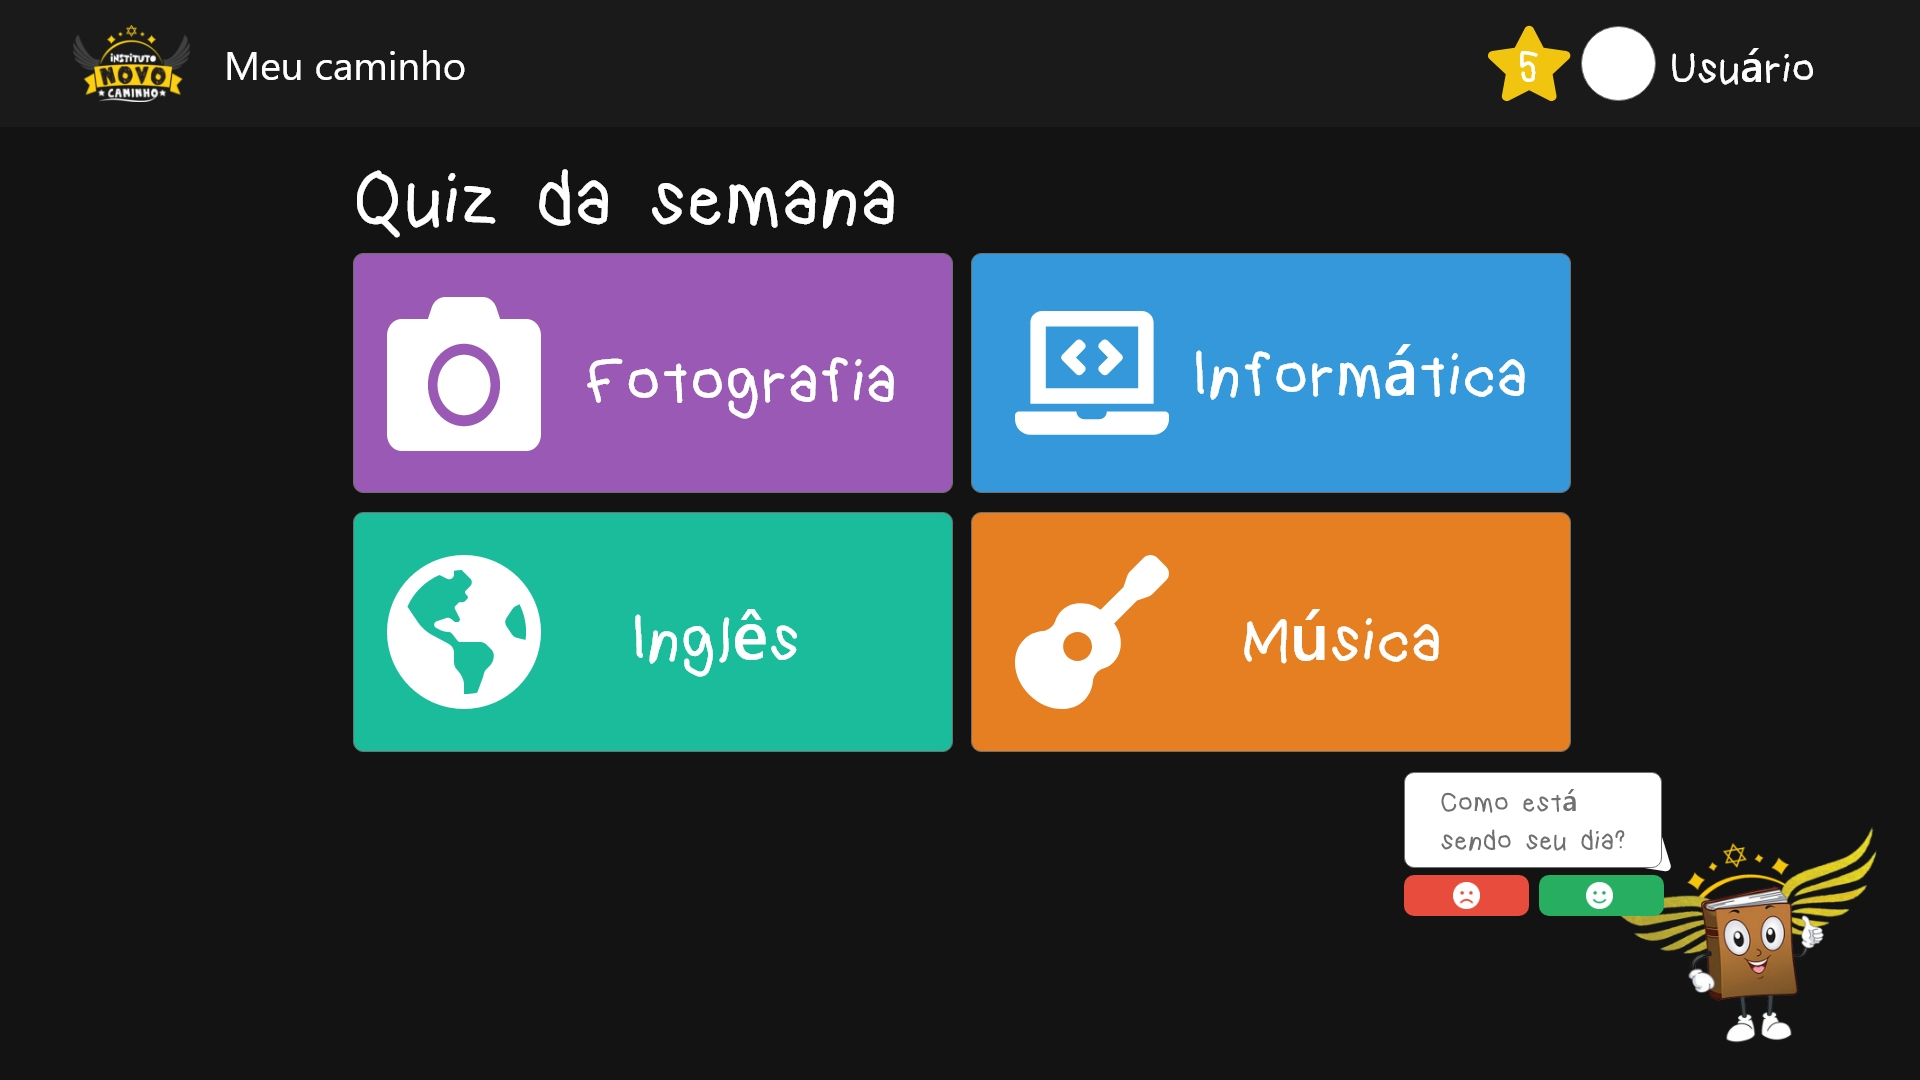 INSTITUTO
NOVO
CAMINHO
Meu caminho
5
Usuário
Quiz da semana
Fotografia
Informática
Inglês
Música
Como está
sendo seu dia?